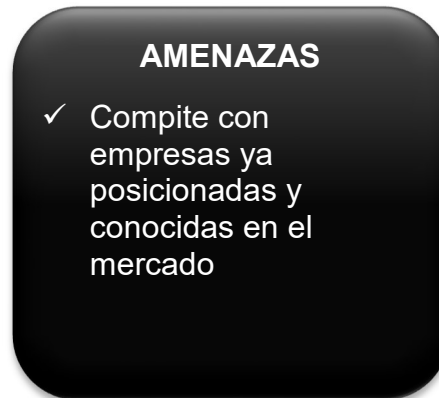 AMENAZAS
✓ Compite con
empresas ya
posicionadas y
conocidas en el
mercado